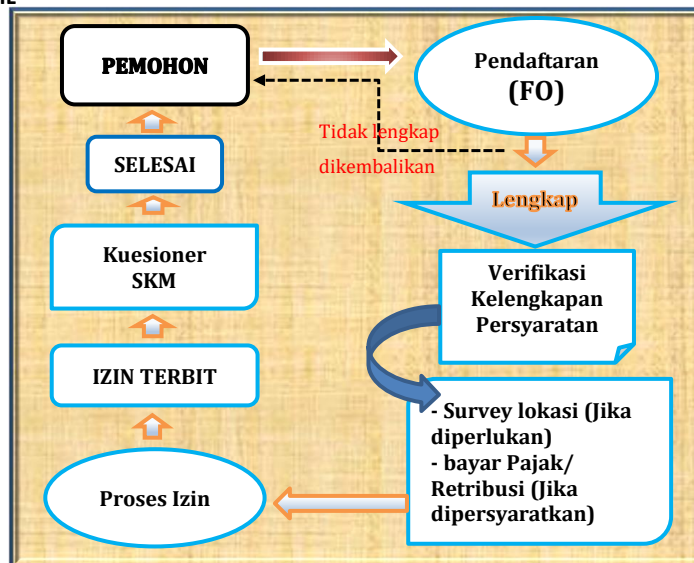 PEMOHON
Pendaftaran
(FO)
Tidak lengkap
dikembalikan
SELESAI
Lengkap
Kuesioner
SKM
Verifikasi
Kelengkapan
Persyaratan
IZIN TERBIT
- Survey lokasi (Jika
diperlukan)
- bayar Pajak/
Retribusi (Jika
dipersyaratkan)
Proses Izin